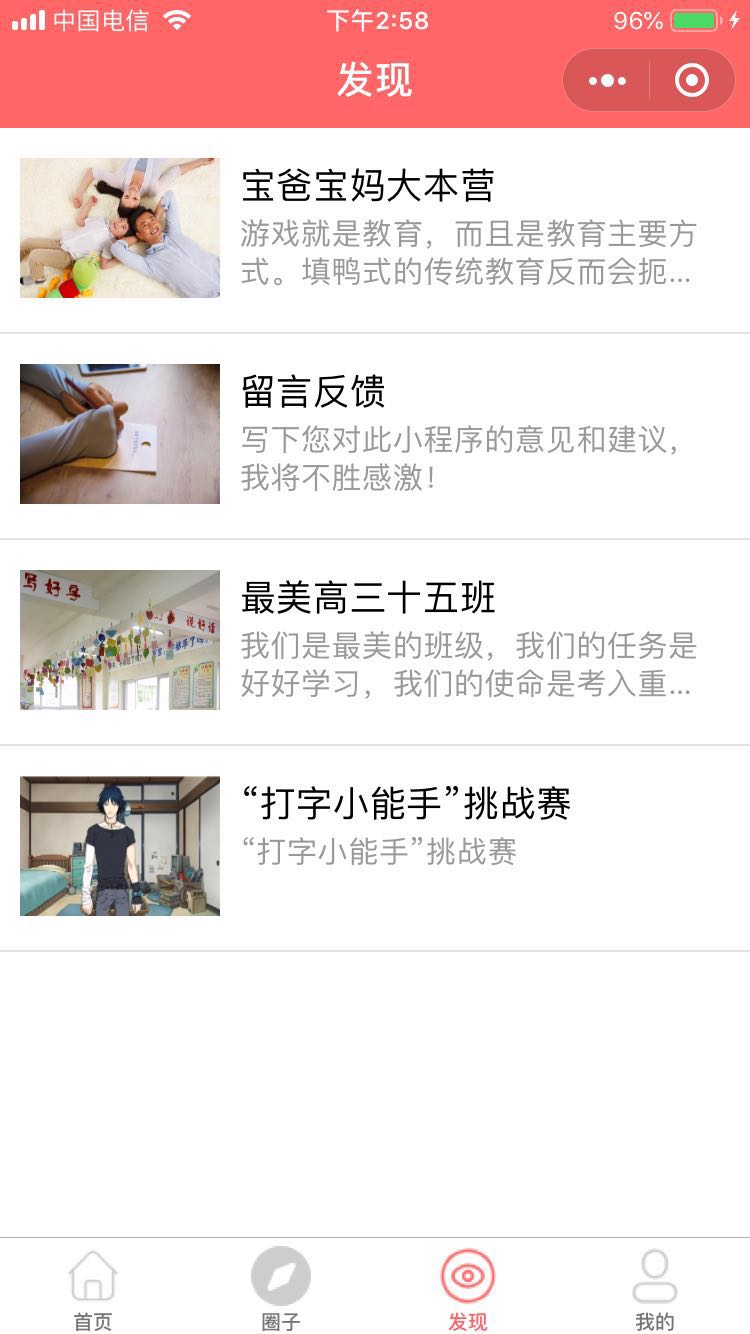 中国电信
下午2:58
96%
发现
宝爸宝妈大本营
游戏就是教育，而且是教育主要方
式。填鸭式的传统教育反而会扼...
留言反馈
写下您对此小程序的意见和建议，
我将不胜感激！
写好字
说好话
最美高三十五班
我们是最美的班级，我们的任务是
好好学习，我们的使命是考入重...
“打字小能手”挑战赛
“打字小能手”挑战赛
首页
圈子
发现
我的